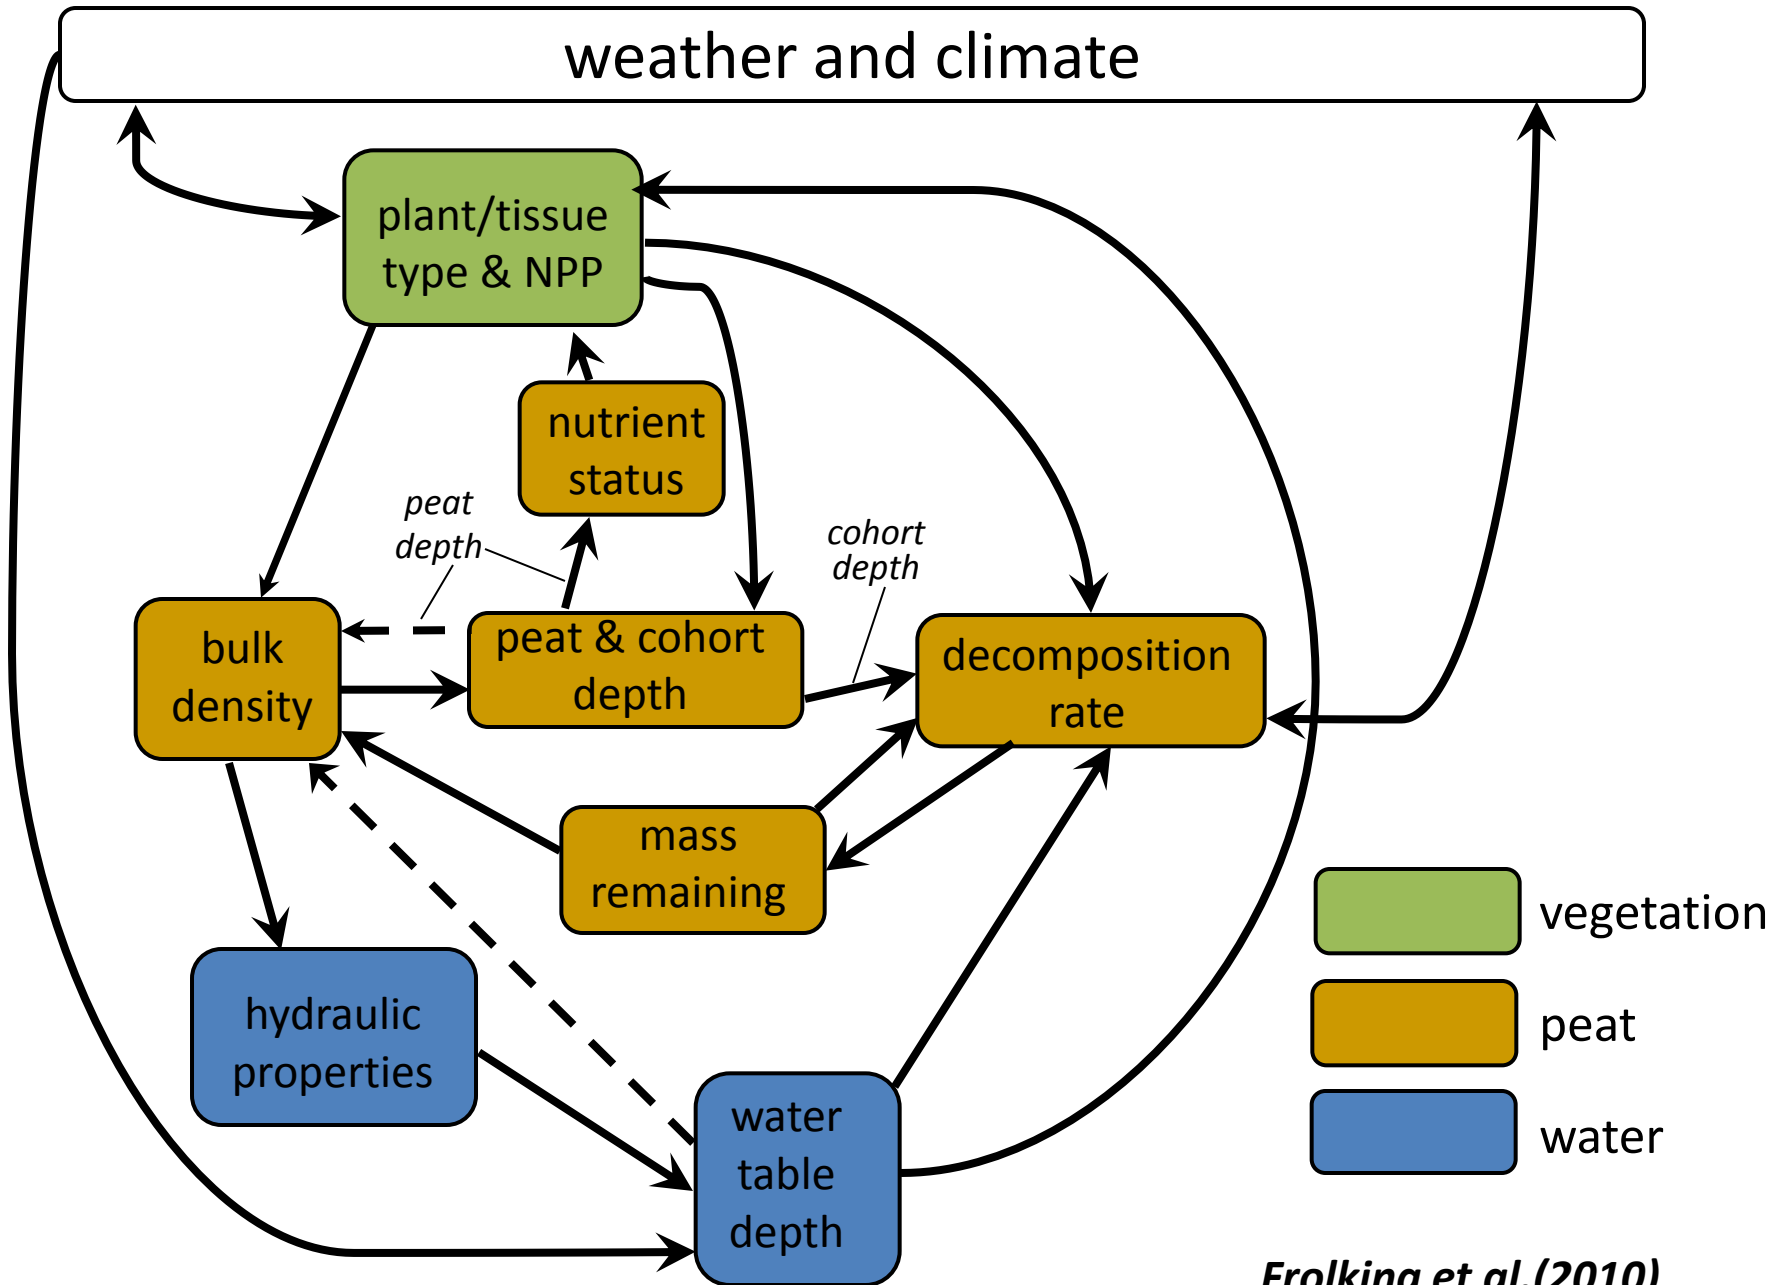 weather and climate
plant/tissue
type & NPP
nutrient
status
peat
depth
cohort
depth
bulk
density
peat & cohort
depth
decomposition
rate
mass
remaining
hydraulic
properties
water
table
depth
vegetation
peat
water
Frolking et al.(2010)